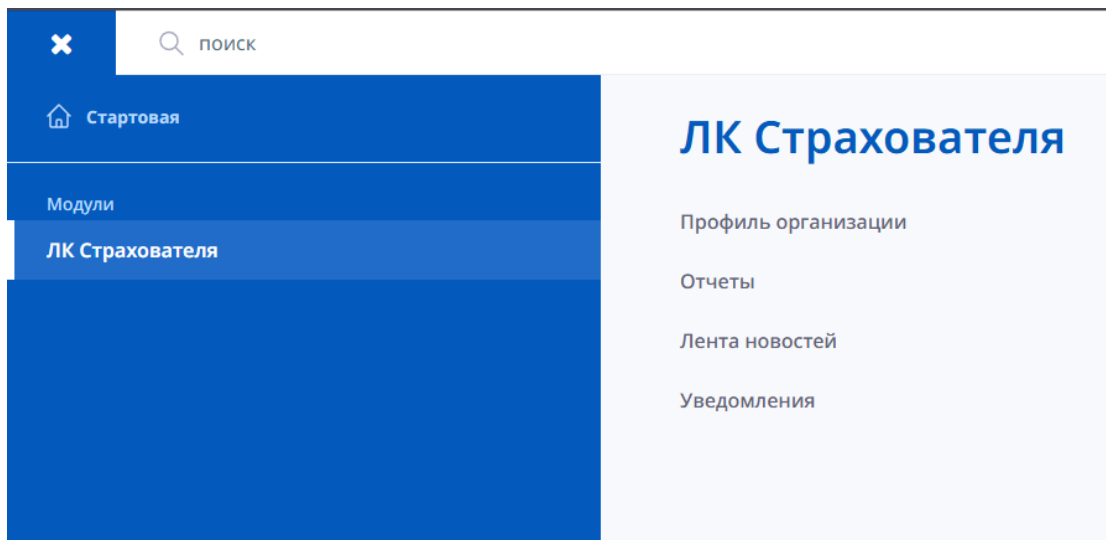 поиск
Стартовая
Модули
ЛК Страхователя
ЛК Страхователя
Профиль организации
Отчеты
Лента новостей
Уведомления